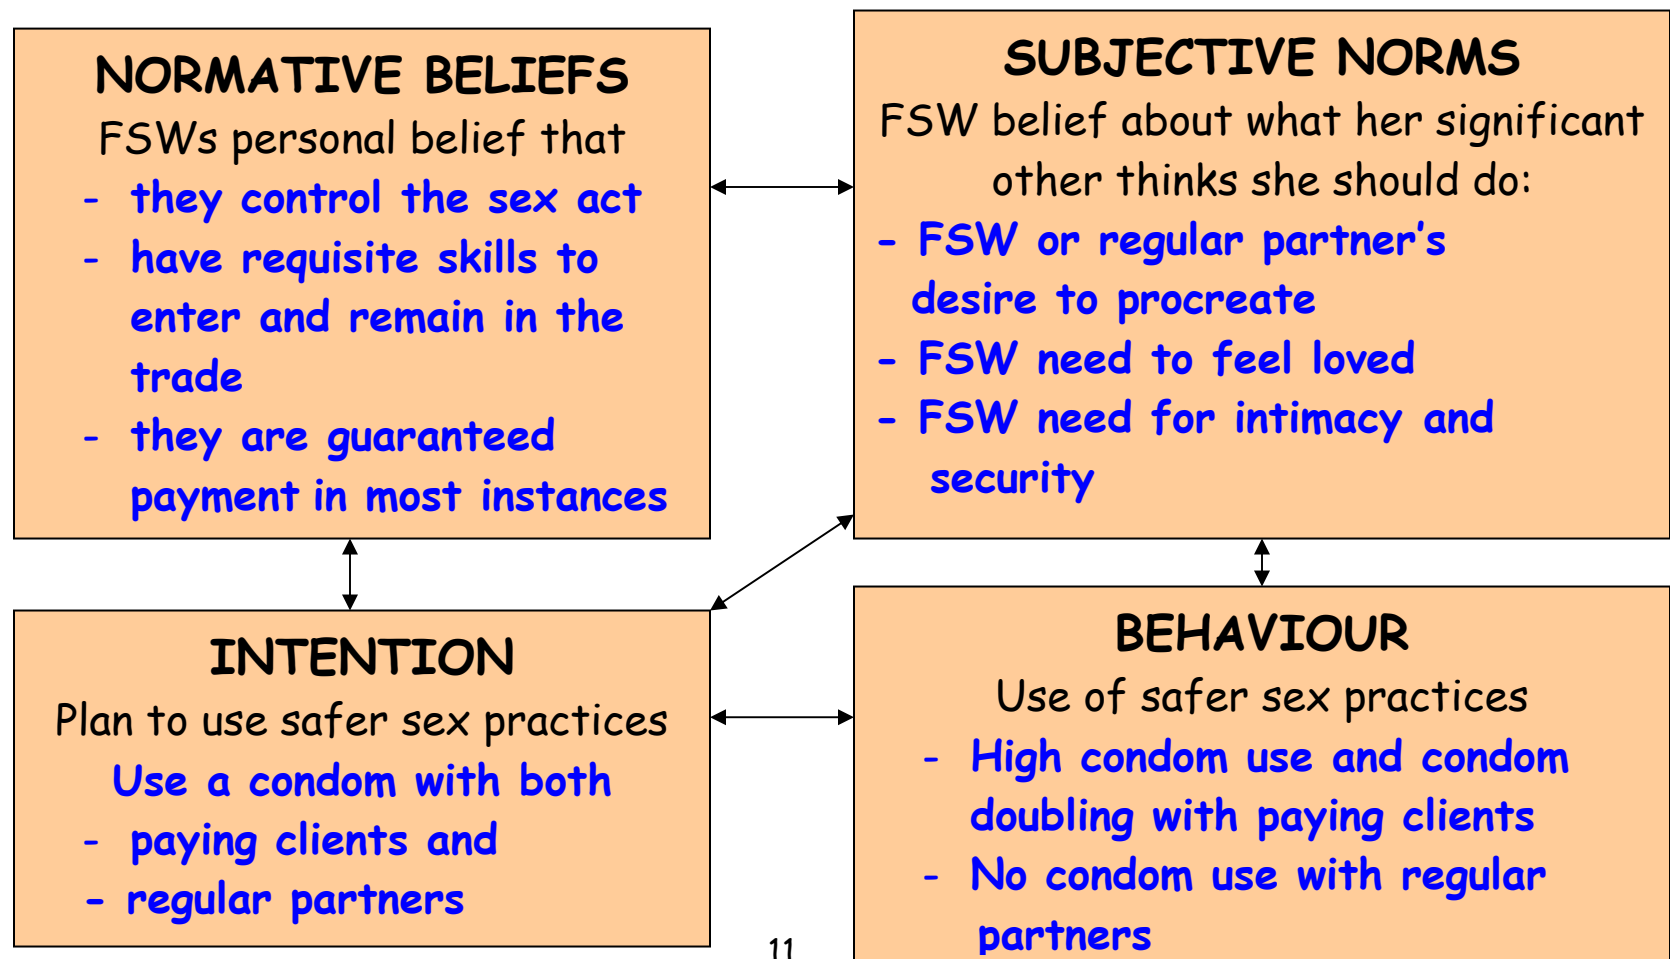 NORMATIVE BELIEFS
FSWs personal belief that
- they control the sex act
- have requisite skills to
enter and remain in the
trade
- they are guaranteed
payment in most instances
SUBJECTIVE NORMS
FSW belief about what her significant
other thinks she should do:
- FSW or regular partner’s
desire to procreate
- FSW need to feel loved
- FSW need for intimacy and
security
INTENTION
Plan to use safer sex practices
Use a condom with both
- paying clients and
- regular partners
BEHAVIOUR
Use of safer sex practices
- High condom use and condom
doubling with paying clients
- No condom use with regular
partners
11